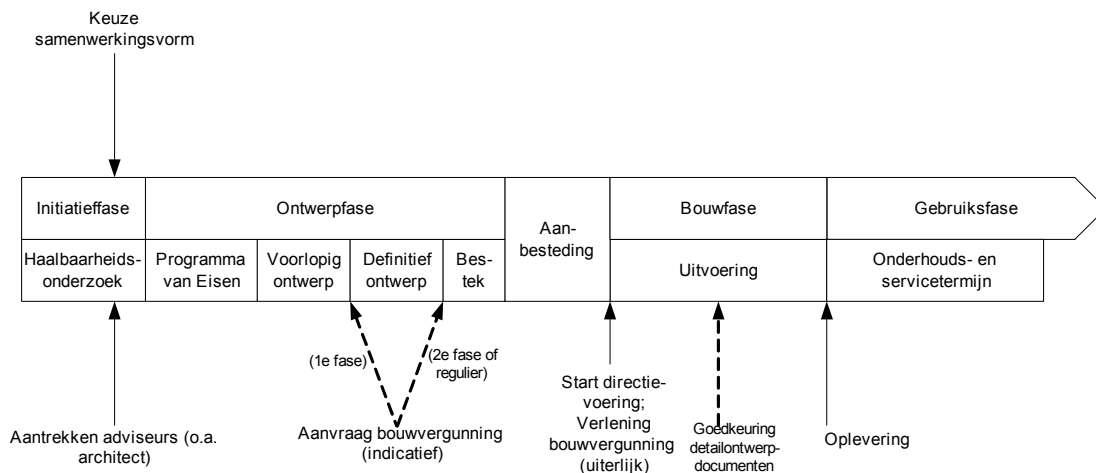 Keuze
samenwerkingsvorm
Initiatieffase
Ontwerpfase
Aan-
besteding
Bouwfase
Gebruiksfase
Haalbaarheids-
onderzoek
Programma
van Eisen
Voorlopig
ontwerp
Definitief
ontwerp
Bes-
tek
Uitvoering
Onderhouds- en
servicetermijn
(1e fase)
(2e fase of
regulier)
Aantrekken adviseurs (o.a.
architect)
Aanvraag bouwvergunning
(indicatief)
Start directie-
voering;
Verlening
bouwvergunning
(uiterlijk)
Goedkeuring
detailontwerp-
documenten
Oplevering